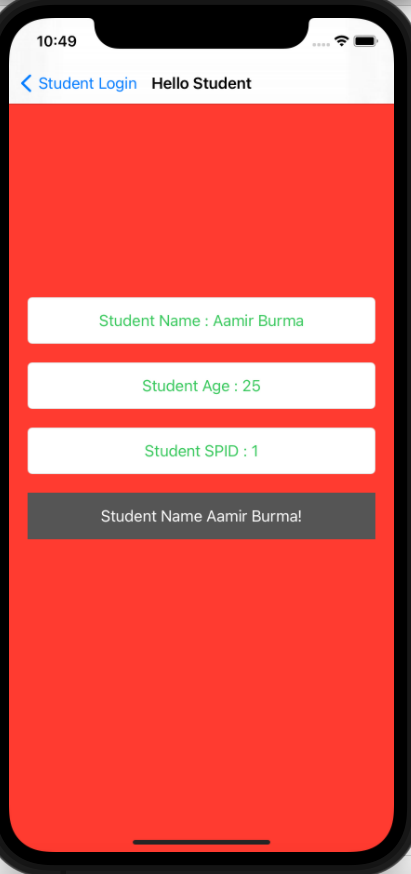 10:49
Student Login Hello Student
Student Name : Aamir Burma
Student Age : 25
Student SPID : 1
Student Name Aamir Burma!